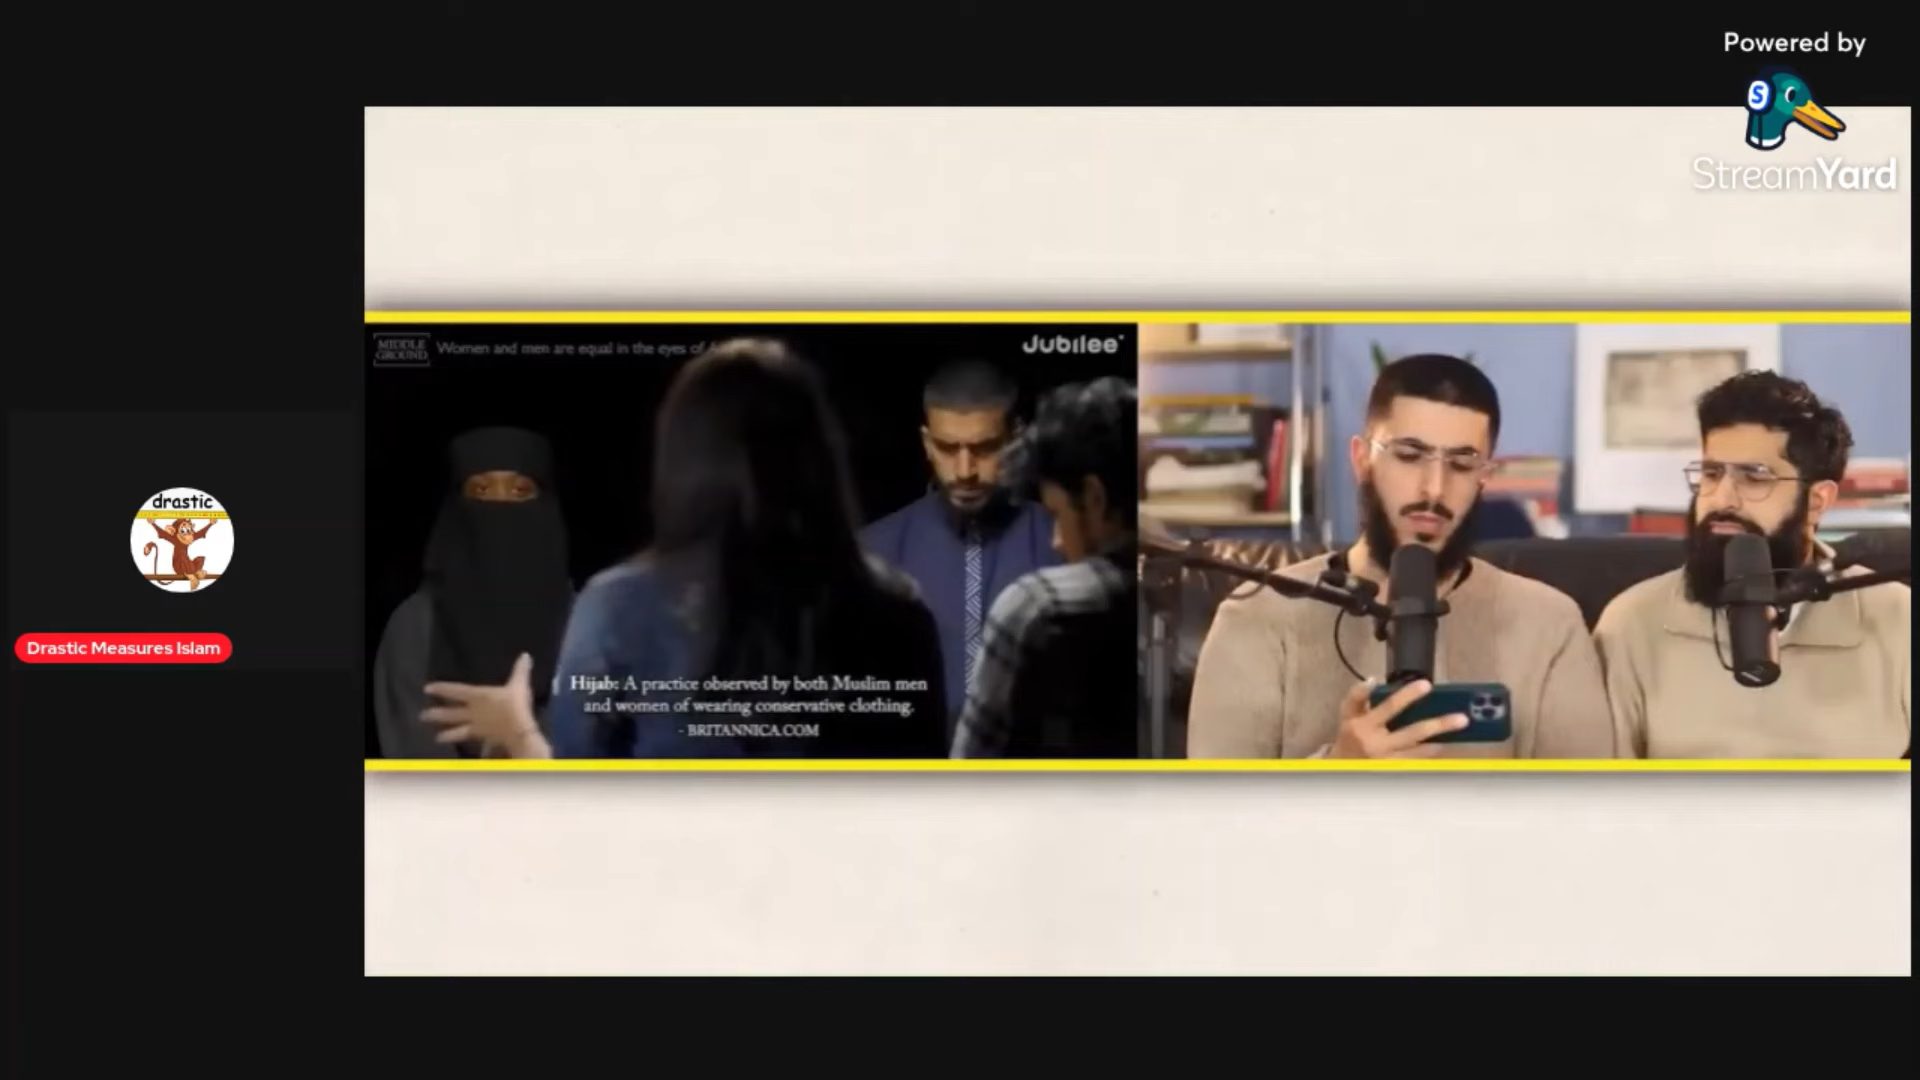 Powered by
S
StreamYard
MIDDLE
GROUND
Women and men are equal in the eyes of
Jubilee
drastic
Drastic Measures Islam
Hijab: A practice observed by both Muslim men
and women of wearing conservative clothing.
- BRITANNICA.COM